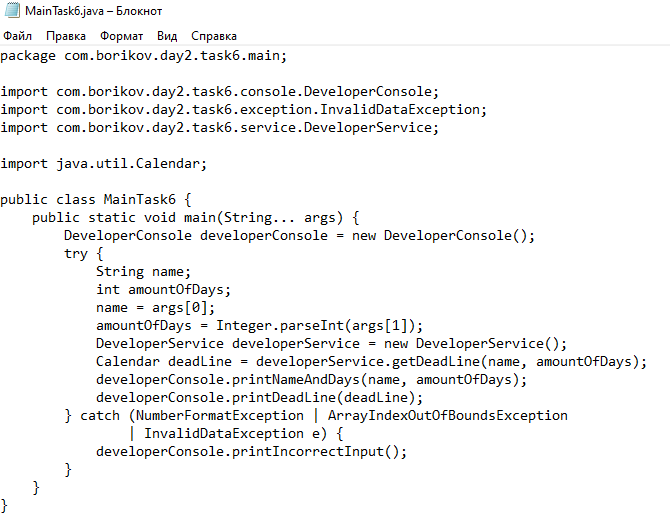 MainTask6.java – Блокнот
Файл Правка Формат Вид Справка
package com.borikov.day2.task6.main;

import com.borikov.day2.task6.console.DeveloperConsole;
import com.borikov.day2.task6.exception.InvalidDataException;
import com.borikov.day2.task6.service.DeveloperService;

import java.util.Calendar;

public class MainTask6 {
    public static void main(String... args) {
        DeveloperConsole developerConsole = new DeveloperConsole();
        try {
            String name;
            int amountOfDays;
            name = args[0];
            amountOfDays = Integer.parseInt(args[1]);
            DeveloperService developerService = new DeveloperService();
            Calendar deadLine = developerService.getDeadLine(name, amountOfDays);
            developerConsole.printNameAndDays(name, amountOfDays);
            developerConsole.printDeadLine(deadLine);
        } catch (NumberFormatException | ArrayIndexOutOfBoundsException
                | InvalidDataException e) {
            developerConsole.printIncorrectInput();
        }
    }
}